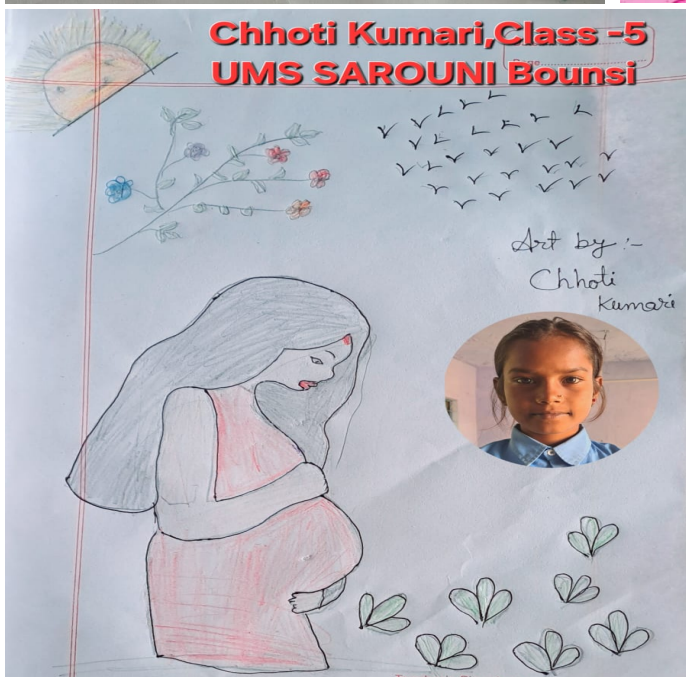 Chhoti Kumari,Class -5
UMS SAROUNI Bounsi
Art by :-
Chhoti
Kumari